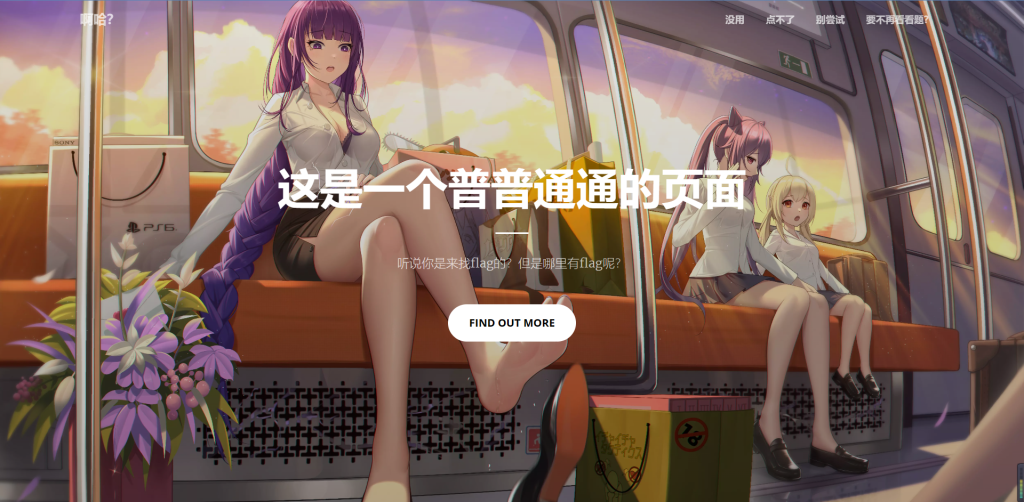 啊哈?
没用
点不了
别尝试
要不再看看题?
SONY
PS6
这是一个普普通通的页面
听说你是来找flag的? 但是哪里有flag呢?
FIND OUT MORE
18